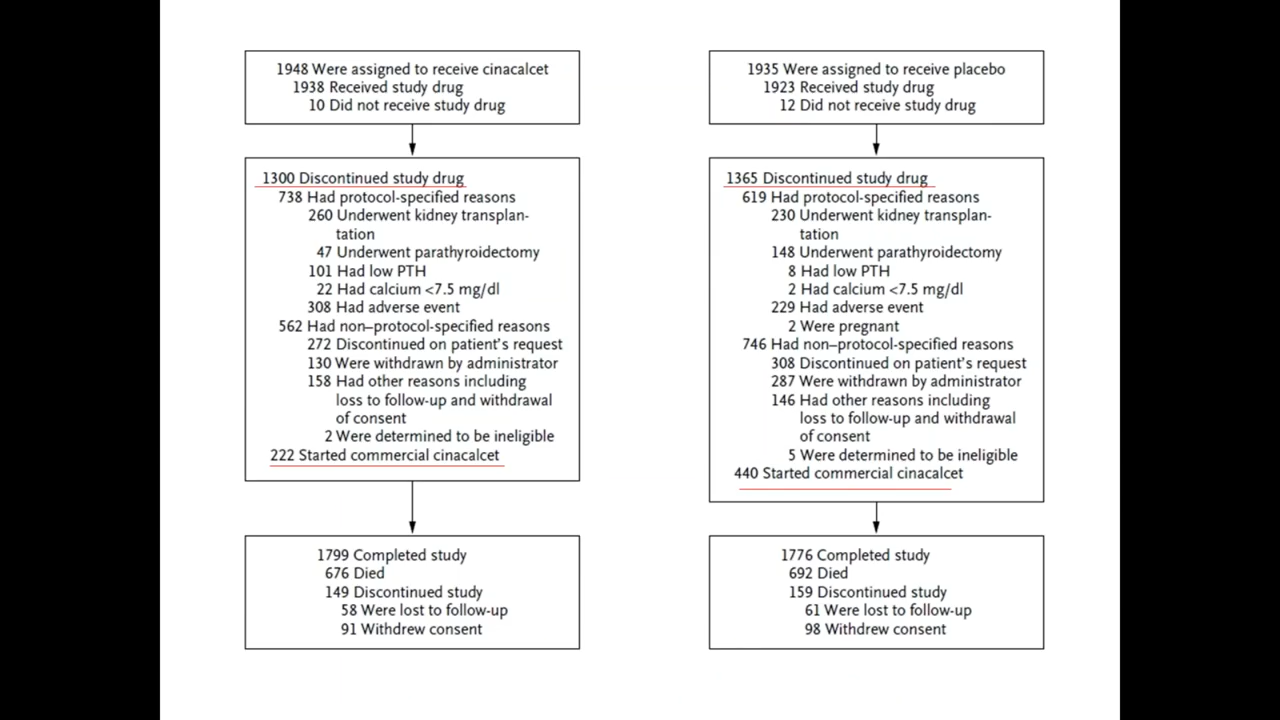 1948 Were assigned to receive cinacalcet
1938 Received study drug
10 Did not receive study drug
1300 Discontinued study drug
738 Had protocol-specified reasons
260 Underwent kidney transplan-
tation
47 Underwent parathyroidectomy
101 Had low PTH
22 Had calcium <7.5 mg/dl
308 Had adverse event
562 Had non–protocol-specified reasons
272 Discontinued on patient's request
130 Were withdrawn by administrator
158 Had other reasons including
loss to follow-up and withdrawal
of consent
2 Were determined to be ineligible
222 Started commercial cinacalcet
1799 Completed study
676 Died
149 Discontinued study
58 Were lost to follow-up
91 Withdrew consent
1935 Were assigned to receive placebo
1923 Received study drug
12 Did not receive study drug
1365 Discontinued study drug
619 Had protocol-specified reasons
230 Underwent kidney transplan-
tation
148 Underwent parathyroidectomy
8 Had low PTH
2 Had calcium <7.5 mg/dl
229 Had adverse event
2 Were pregnant
746 Had non–protocol-specified reasons
308 Discontinued on patient's request
287 Were withdrawn by administrator
146 Had other reasons including
loss to follow-up and withdrawal
of consent
5 Were determined to be ineligible
440 Started commercial cinacalcet
1776 Completed study
692 Died
159 Discontinued study
61 Were lost to follow-up
98 Withdrew consent